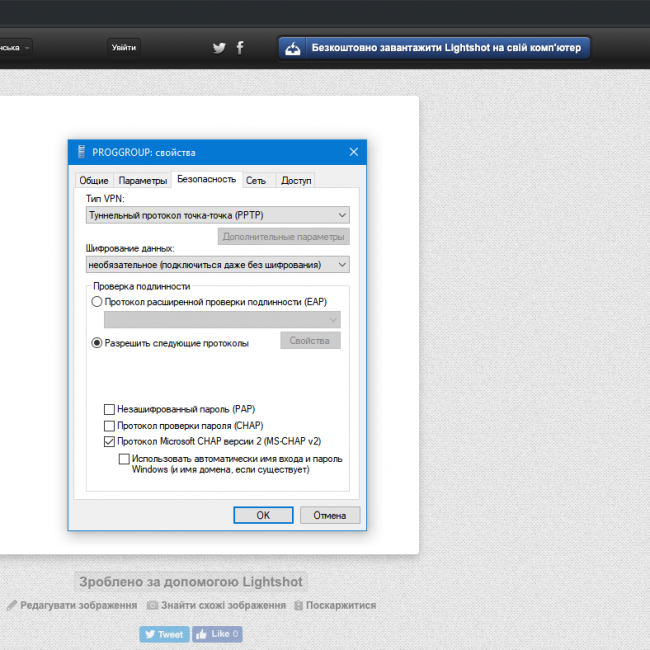 нська
Увійти
Безкоштовно завантажити Lightshot на свій комп'ютер
PROGGROUP: свойства
Общие Параметры Безопасность Сеть Доступ
Тип VPN:
Туннельный протокол точка-точка (PPTP)
Дополнительные параметры
Шифрование данных:
необязательное (подключиться даже без шифрования)
Проверка подлинности
Протокол расширенной проверки подлинности (EAP)
Разрешить следующие протоколы
Свойства
Незашифрованный пароль (PAP)
Протокол проверки пароля (CHAP)
Протокол Microsoft CHAP версии 2 (MS-CHAP v2)
Использовать автоматически имя входа и пароль
Windows (и имя домена, если существует)
OK Отмена
Зроблено за допомогою Lightshot
Редагувати зображення Знайти схожі зображення Поскаржитися
Tweet Like 0